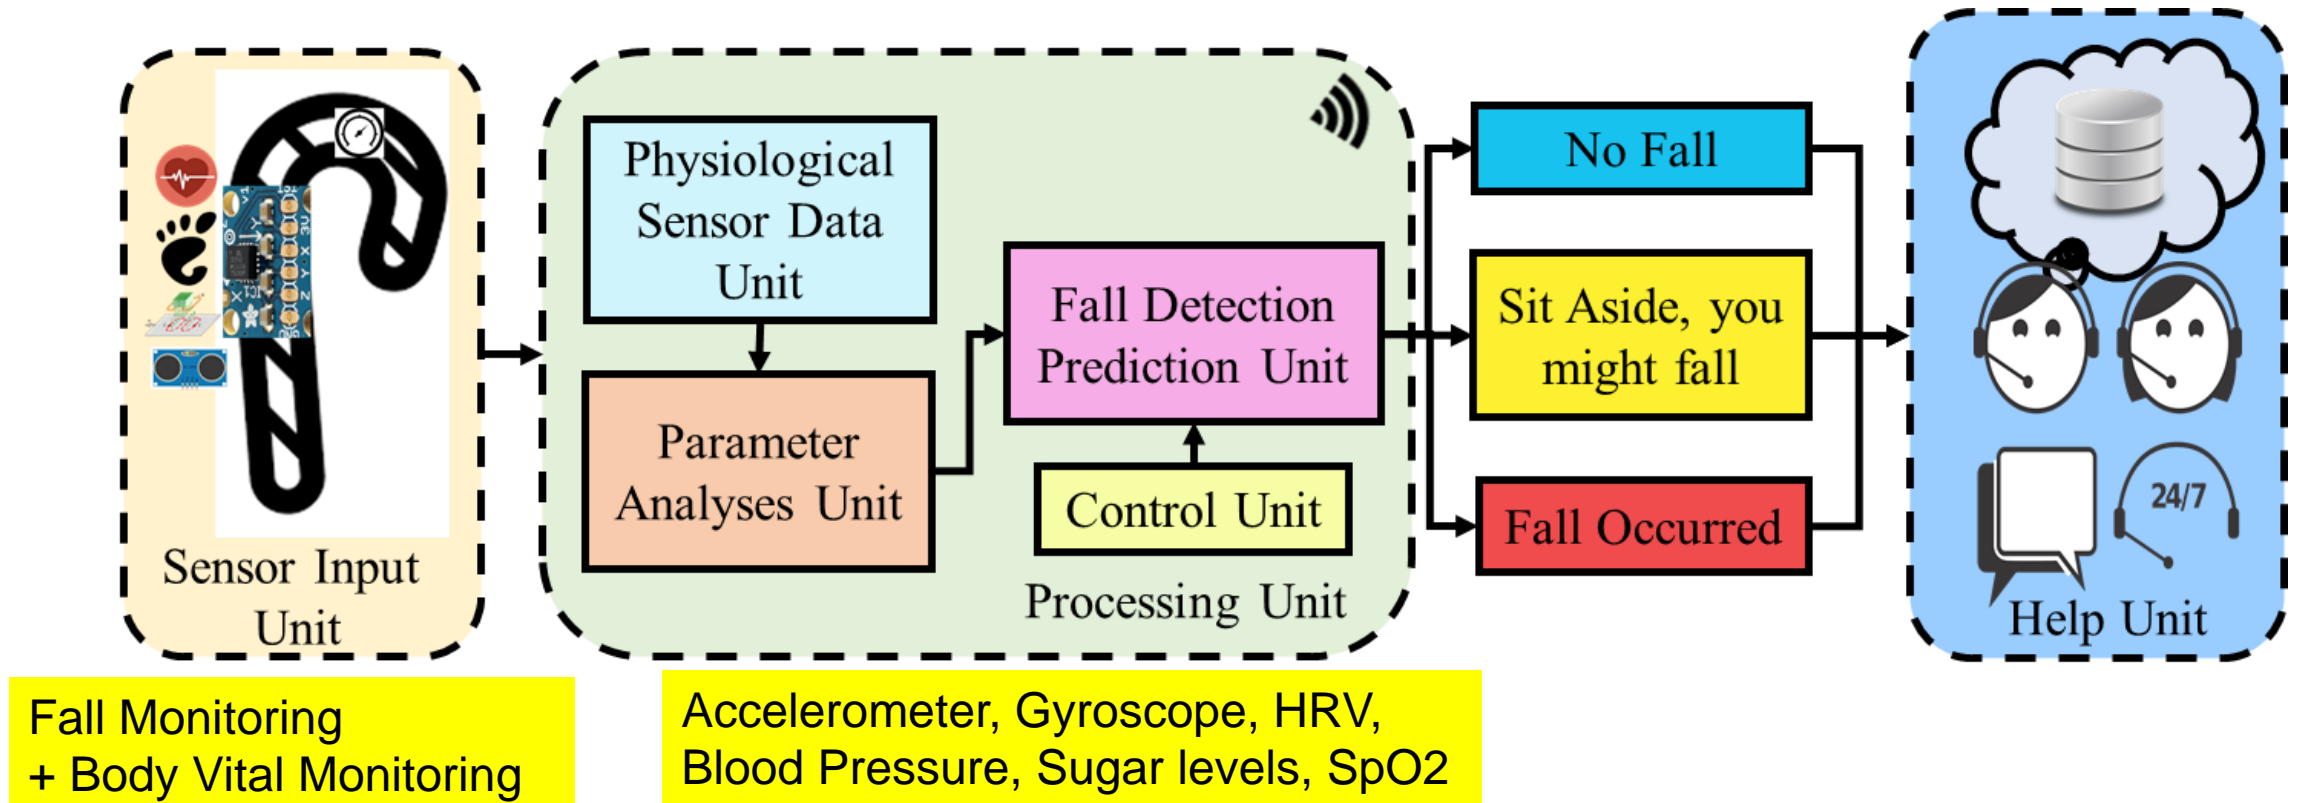 Sensor Input
Unit
Physiological
Sensor Data
Unit
Parameter
Analyses Unit
Fall Detection
Prediction Unit
Control Unit
Processing Unit
No Fall
Sit Aside, you
might fall
Fall Occurred
24/7
Help Unit
Fall Monitoring
+ Body Vital Monitoring
Accelerometer, Gyroscope, HRV,
Blood Pressure, Sugar levels, SpO2